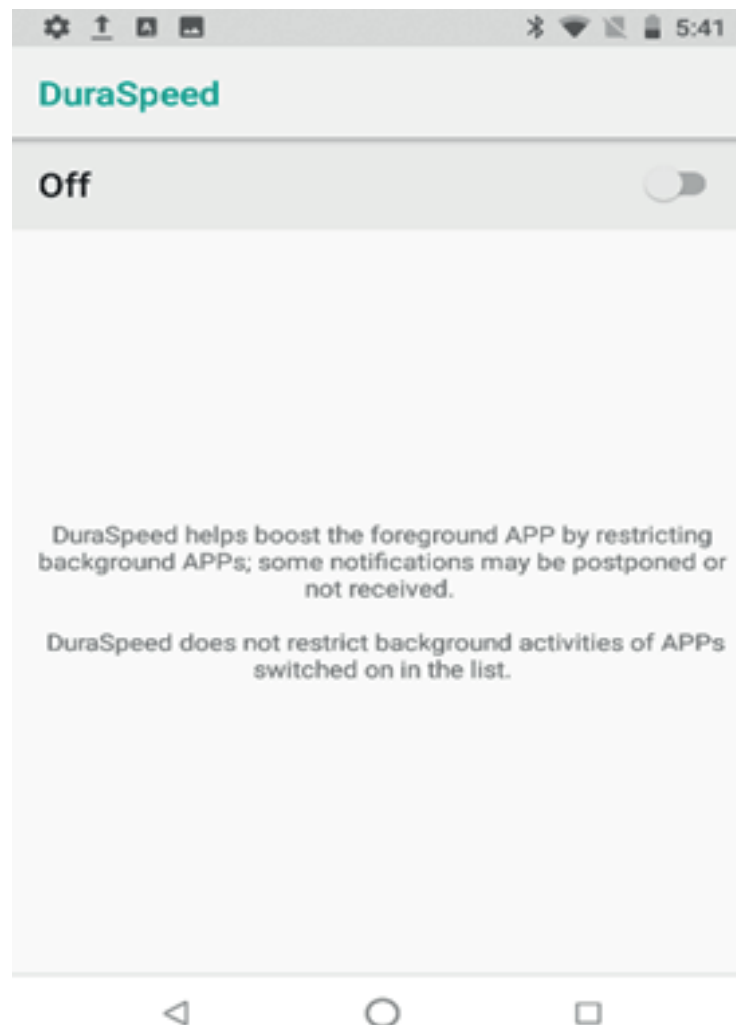 5:41
DuraSpeed
Off
DuraSpeed helps boost the foreground APP by restricting
background APPs; some notifications may be postponed or
not received.
DuraSpeed does not restrict background activities of APPs
switched on in the list.